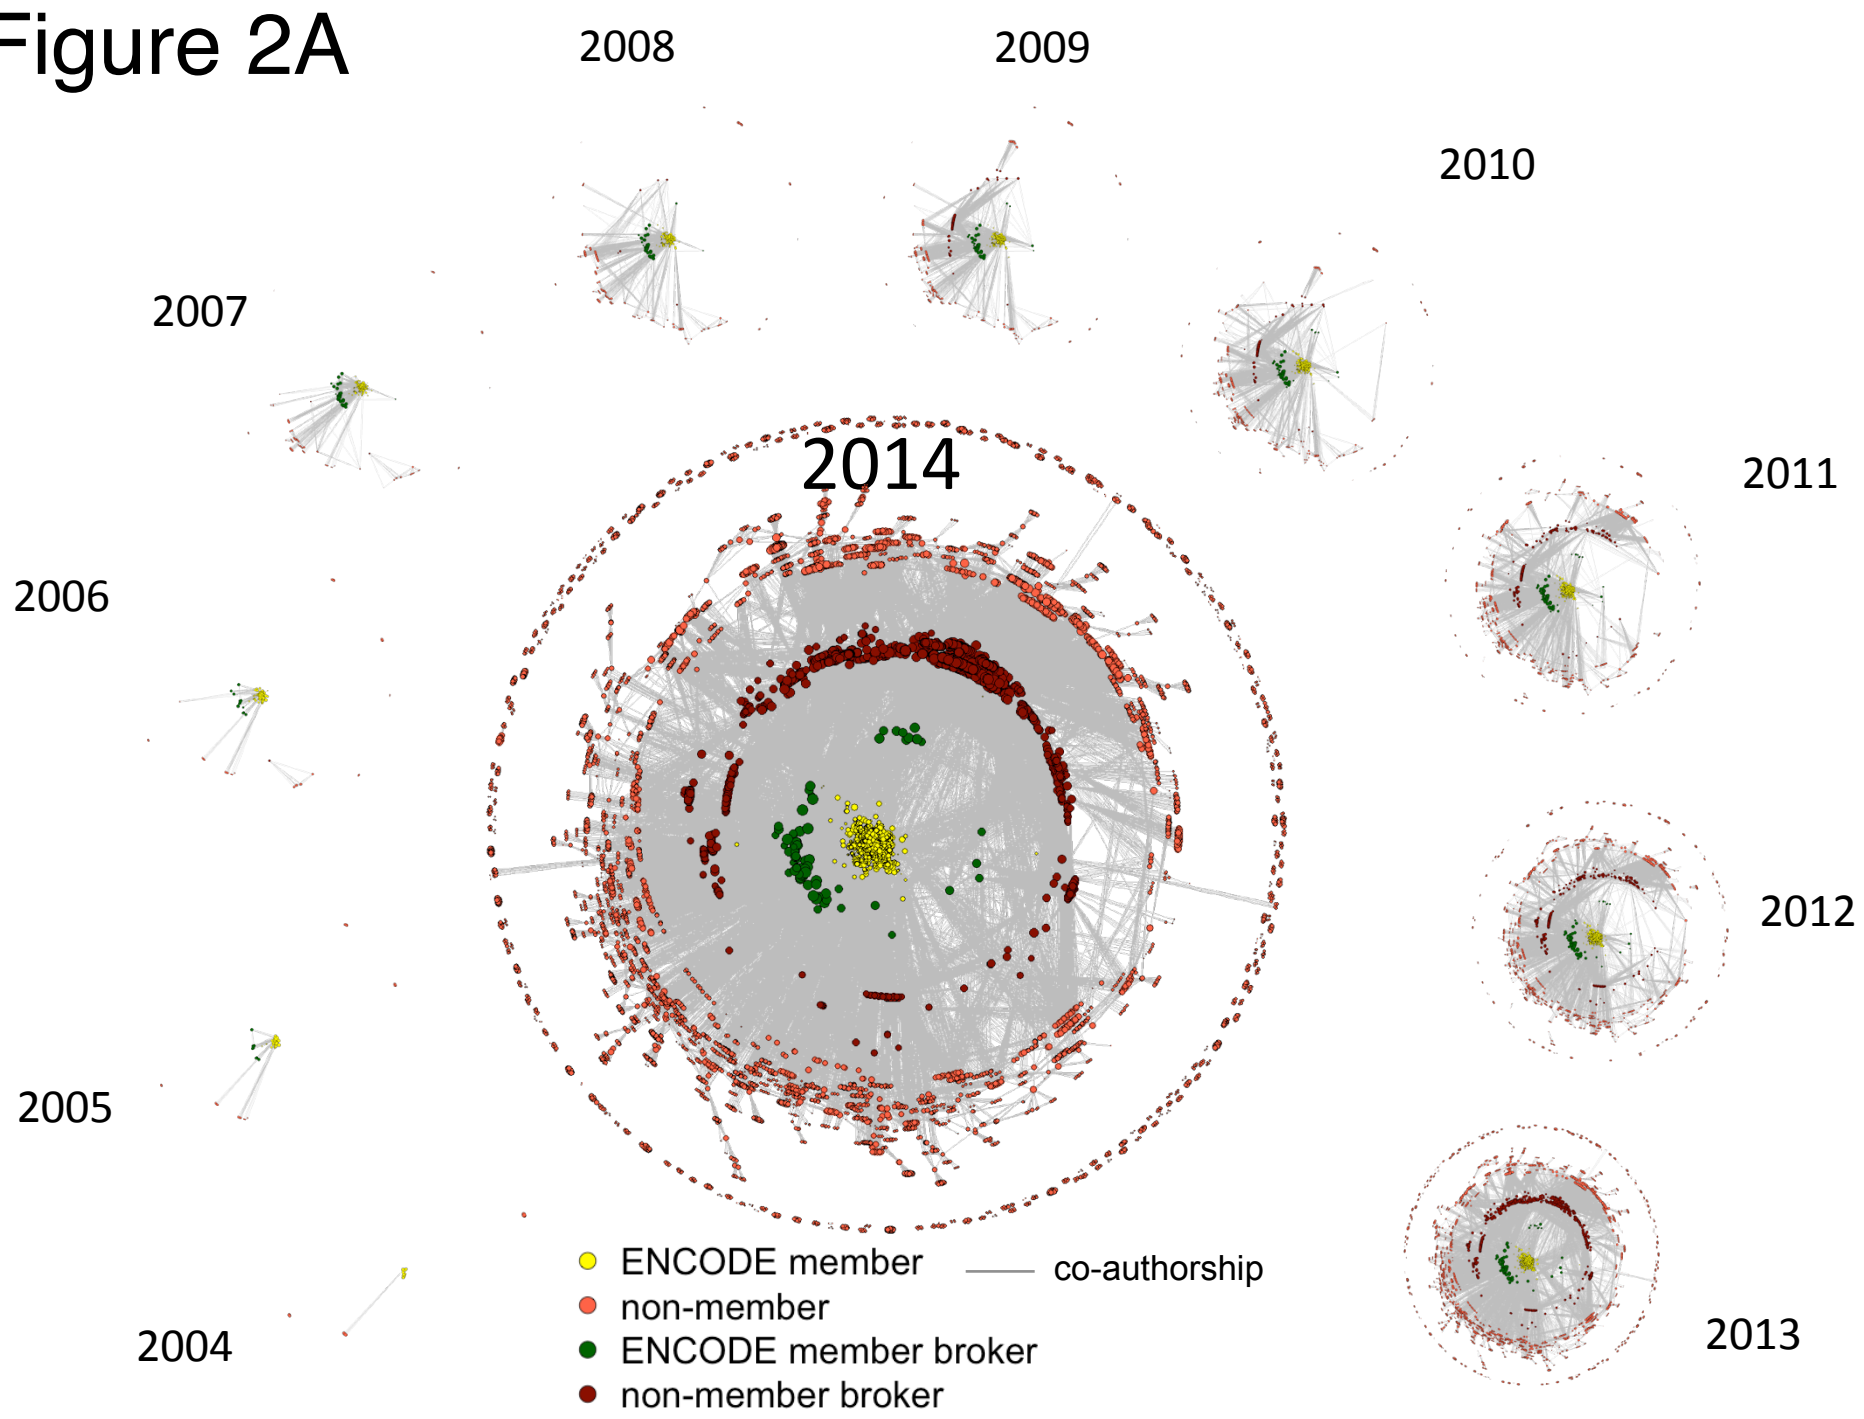 Figure 2A
2008
2009
2010
2007
2014
2011
2006
2012
2005
2004
2013
ENCODE member
co-authorship
non-member
ENCODE member broker
non-member broker